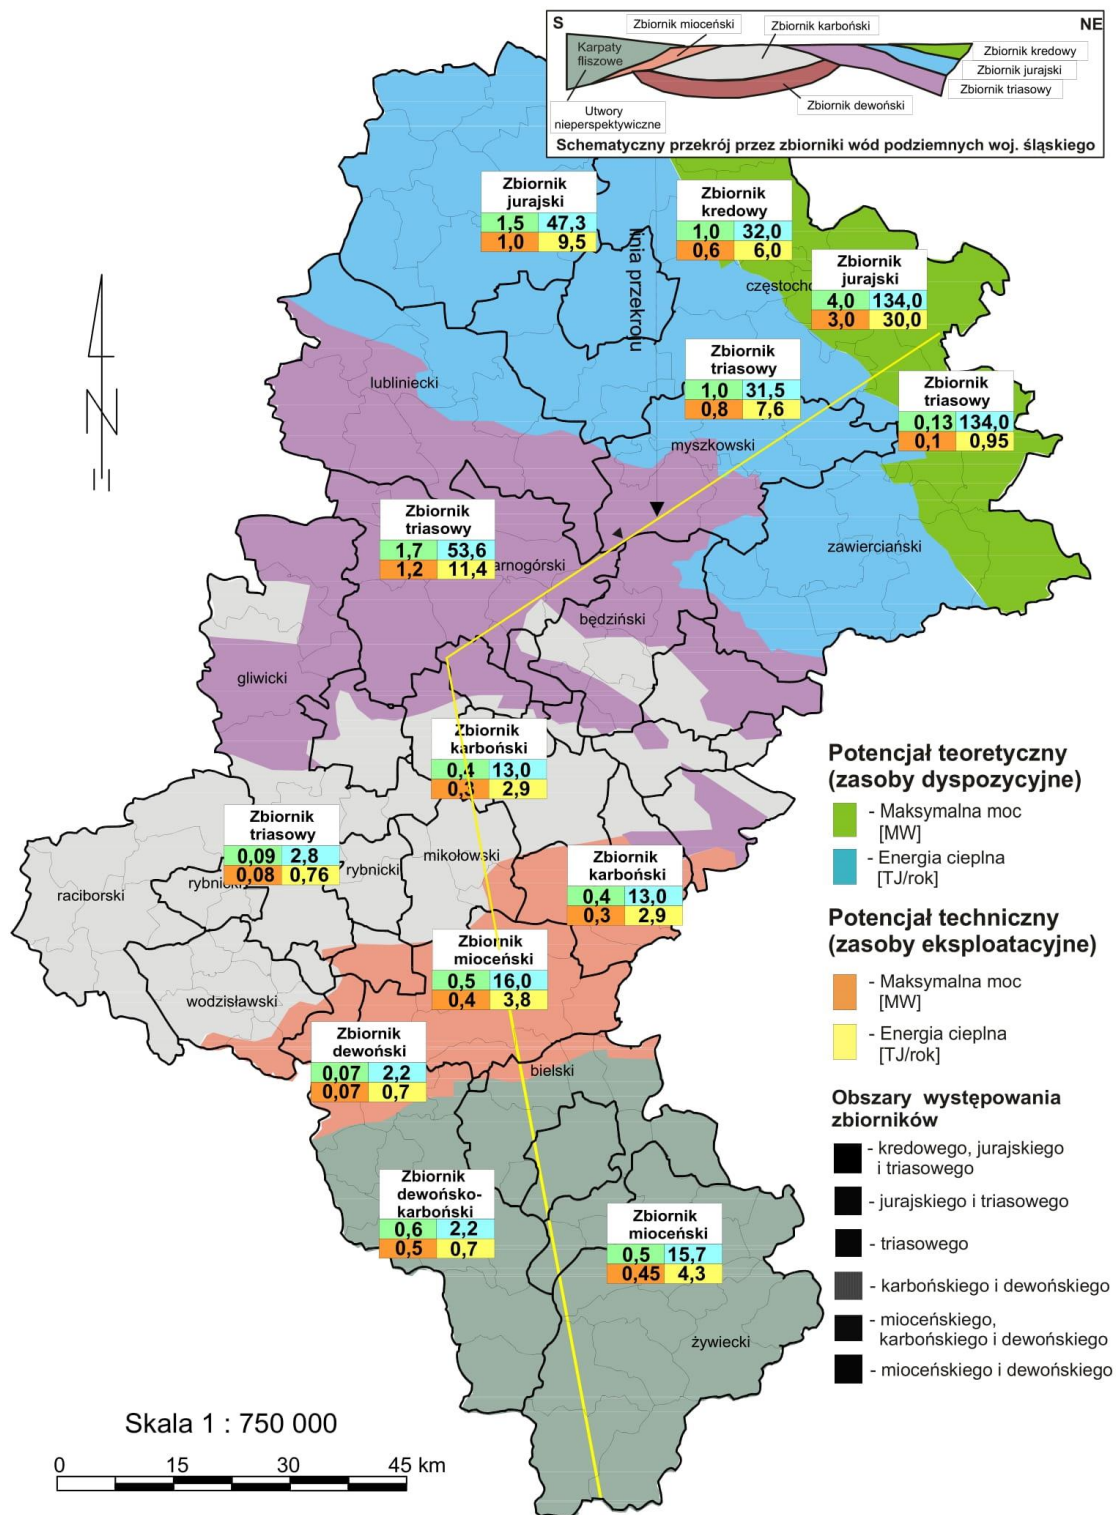 S
NE
Zbiornik mioceński
Zbiornik karboński
Karpaty
fliszowe
Zbiornik kredowy
Zbiornik jurajski
Zbiornik triasowy
Zbiornik dewoński
Utwory
nieperspektywiczne
Schematyczny przekrój przez zbiorniki wód podziemnych woj. śląskiego
Zbiornik
jurajski
1,5 47,3
1,0 9,5
Zbiornik
kredowy
1,0 32,0
0,6 6,0
linia przekroju
Zbiornik
jurajski
4,0 134,0
3,0 30,0
częstocho
Zbiornik
triasowy
1,0 31,5
0,8 7,6
Zbiornik
triasowy
0,13 134,0
0,1 0,95
lubliniecki
myszkowski
N
Zbiornik
triasowy
1,7 53,6
1,2 11,4
arnogórski
zawierciański
będziński
gliwicki
Zbiornik
karboński
0,4 13,0
0,3 2,9
Zbiornik
triasowy
0,09 2,8
0,08 0,76
mikołowski
rybnicki
rybnicki
raciborski
Zbiornik
karboński
0,4 13,0
0,3 2,9
Zbiornik
mioceński
0,5 16,0
0,4 3,8
wodzisławski
Zbiornik
dewoński
0,07 2,2
0,07 0,7
bielski
Zbiornik
dewońsko-
karboński
0,6 2,2
0,5 0,7
Zbiornik
mioceński
0,5 15,7
0,45 4,3
żywiecki
Potencjał teoretyczny
(zasoby dyspozycyjne)
- Maksymalna moc
[MW]
- Energia cieplna
[TJ/rok]
Potencjał techniczny
(zasoby eksploatacyjne)
- Maksymalna moc
[MW]
- Energia cieplna
[TJ/rok]
Obszary występowania
zbiorników
- kredowego, jurajskiego
i triasowego
- jurajskiego i triasowego
- triasowego
- karbońskiego i dewońskiego
- mioceńskiego,
karbońskiego i dewońskiego
- mioceńskiego i dewońskiego
Skala 1 : 750 000
0 15 30 45 km